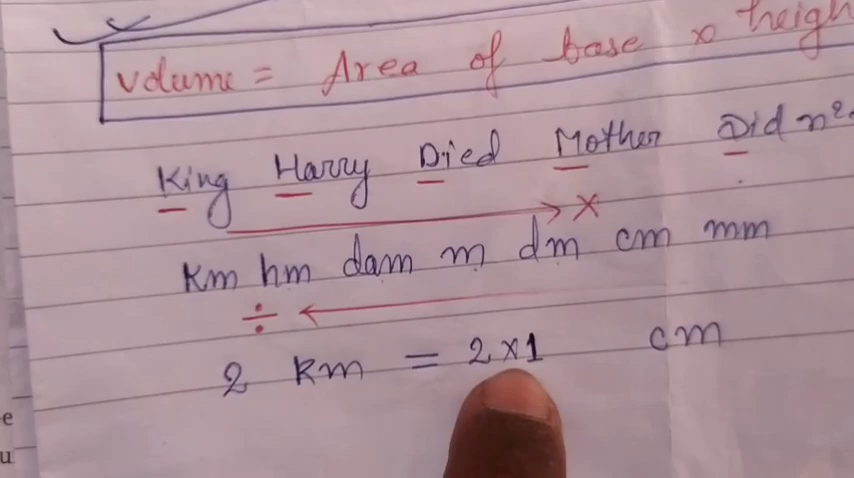 volume = Area of base x heigh
King Harry Died Mother Did n't
x
Km hm dam m dm cm mm
÷
2 Km = 2x1 cm
e
u